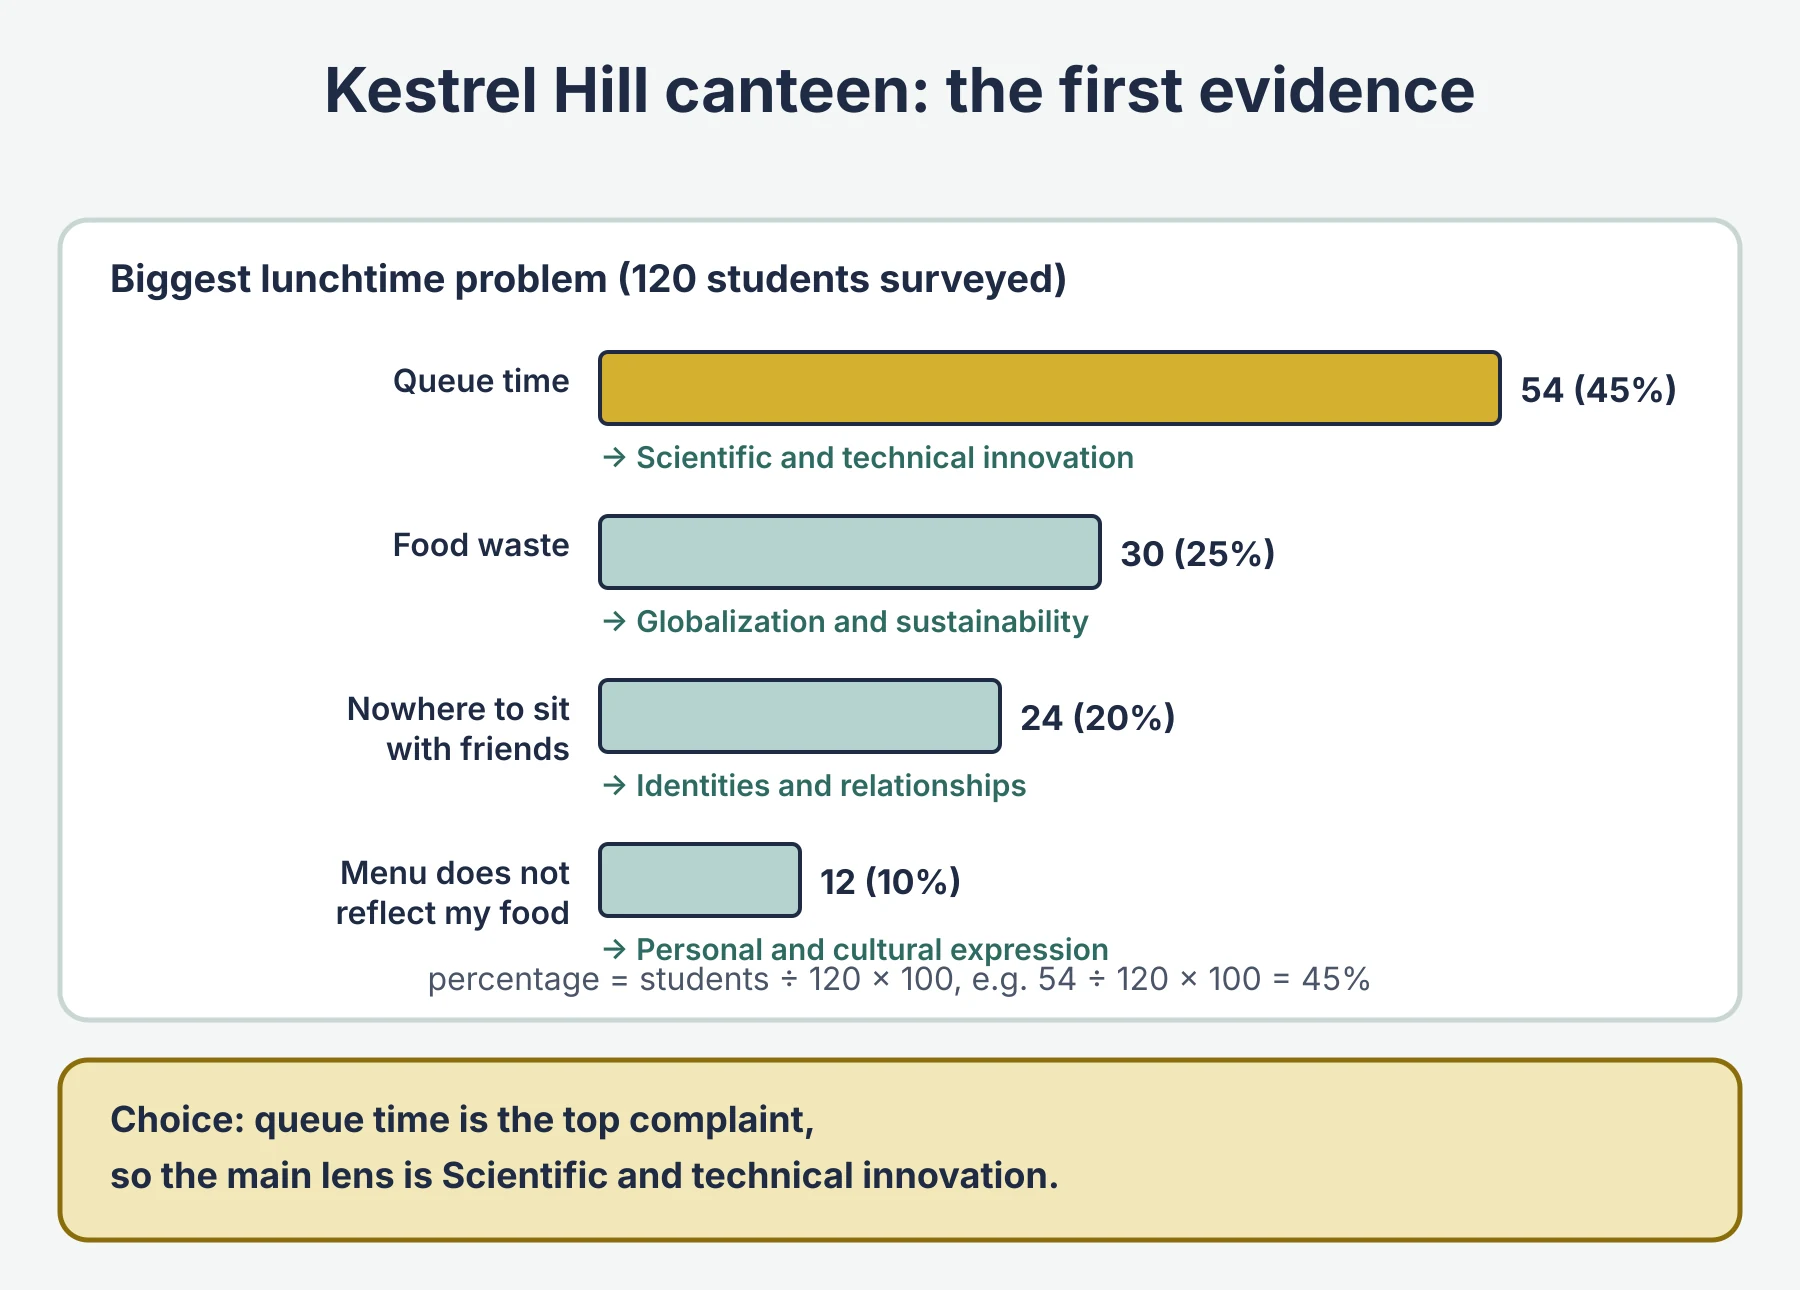 Kestrel Hill canteen: the first evidence
Biggest lunchtime problem (120 students surveyed)
Queue time
54 (45%)
→ Scientific and technical innovation
Food waste
30 (25%)
→ Globalization and sustainability
Nowhere to sit
with friends
24 (20%)
→ Identities and relationships
Menu does not
reflect my food
12 (10%)
→ Personal and cultural expression
percentage = students ÷ 120 × 100, e.g. 54 ÷ 120 × 100 = 45%
Choice: queue time is the top complaint,
so the main lens is Scientific and technical innovation.